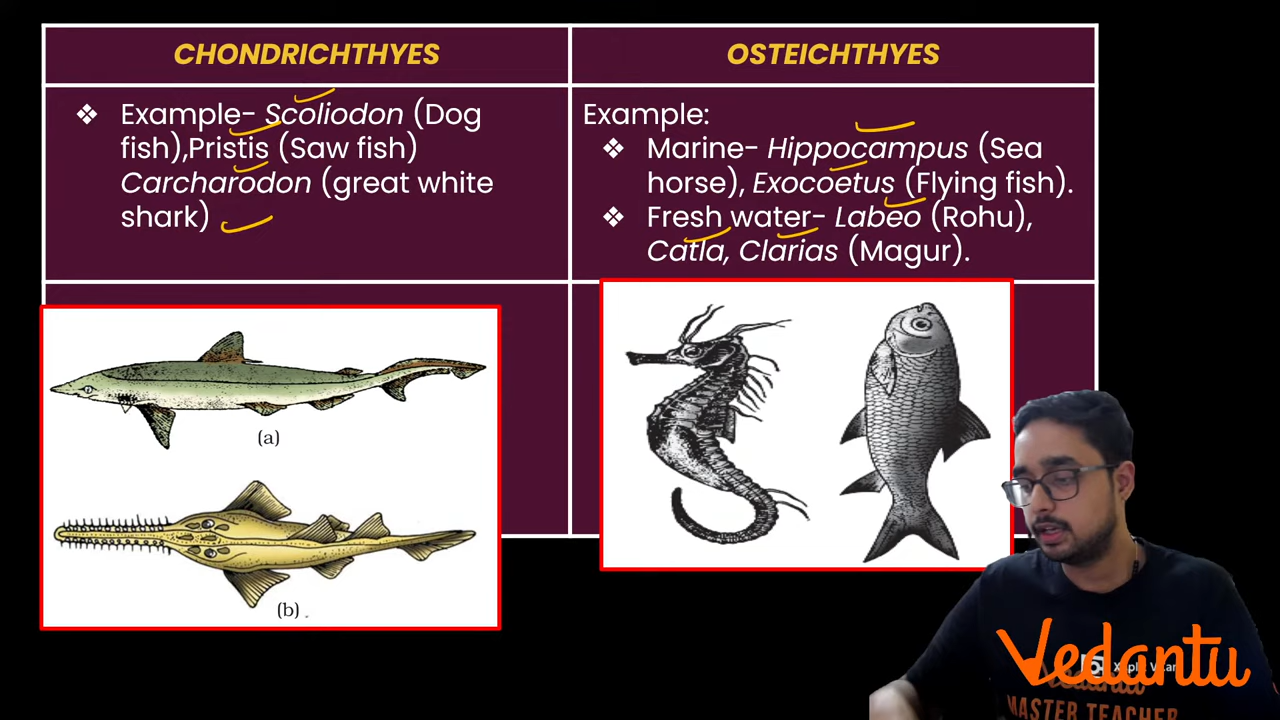 CHONDRICHTHYES
❖ Example- Scoliodon (Dog
fish),Pristis (Saw fish)
Carcharodon (great white
shark)
OSTEICHTHYES
Example:
❖ Marine- Hippocampus (Sea
horse), Exocoetus (Flying fish).
❖ Fresh water- Labeo (Rohu),
Catla, Clarias (Magur).
(a)
(b)
Vedantu
MASTER TEACHER